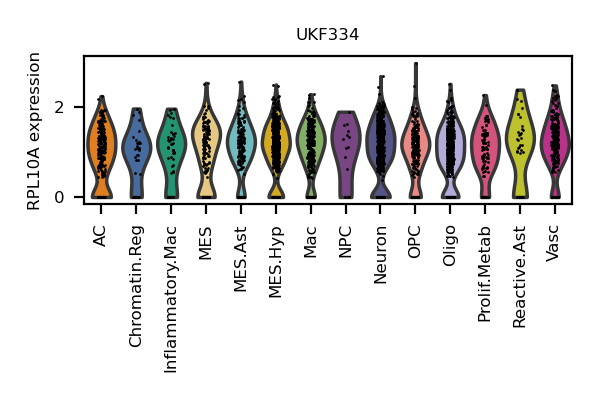 UKF334
RPL10A expression
2
0
AC
Chromatin.Reg
Inflammatory.Mac
MES
MES.Ast
MES.Hyp
Mac
NPC
Neuron
OPC
Oligo
Prolif.Metab
Reactive.Ast
Vasc